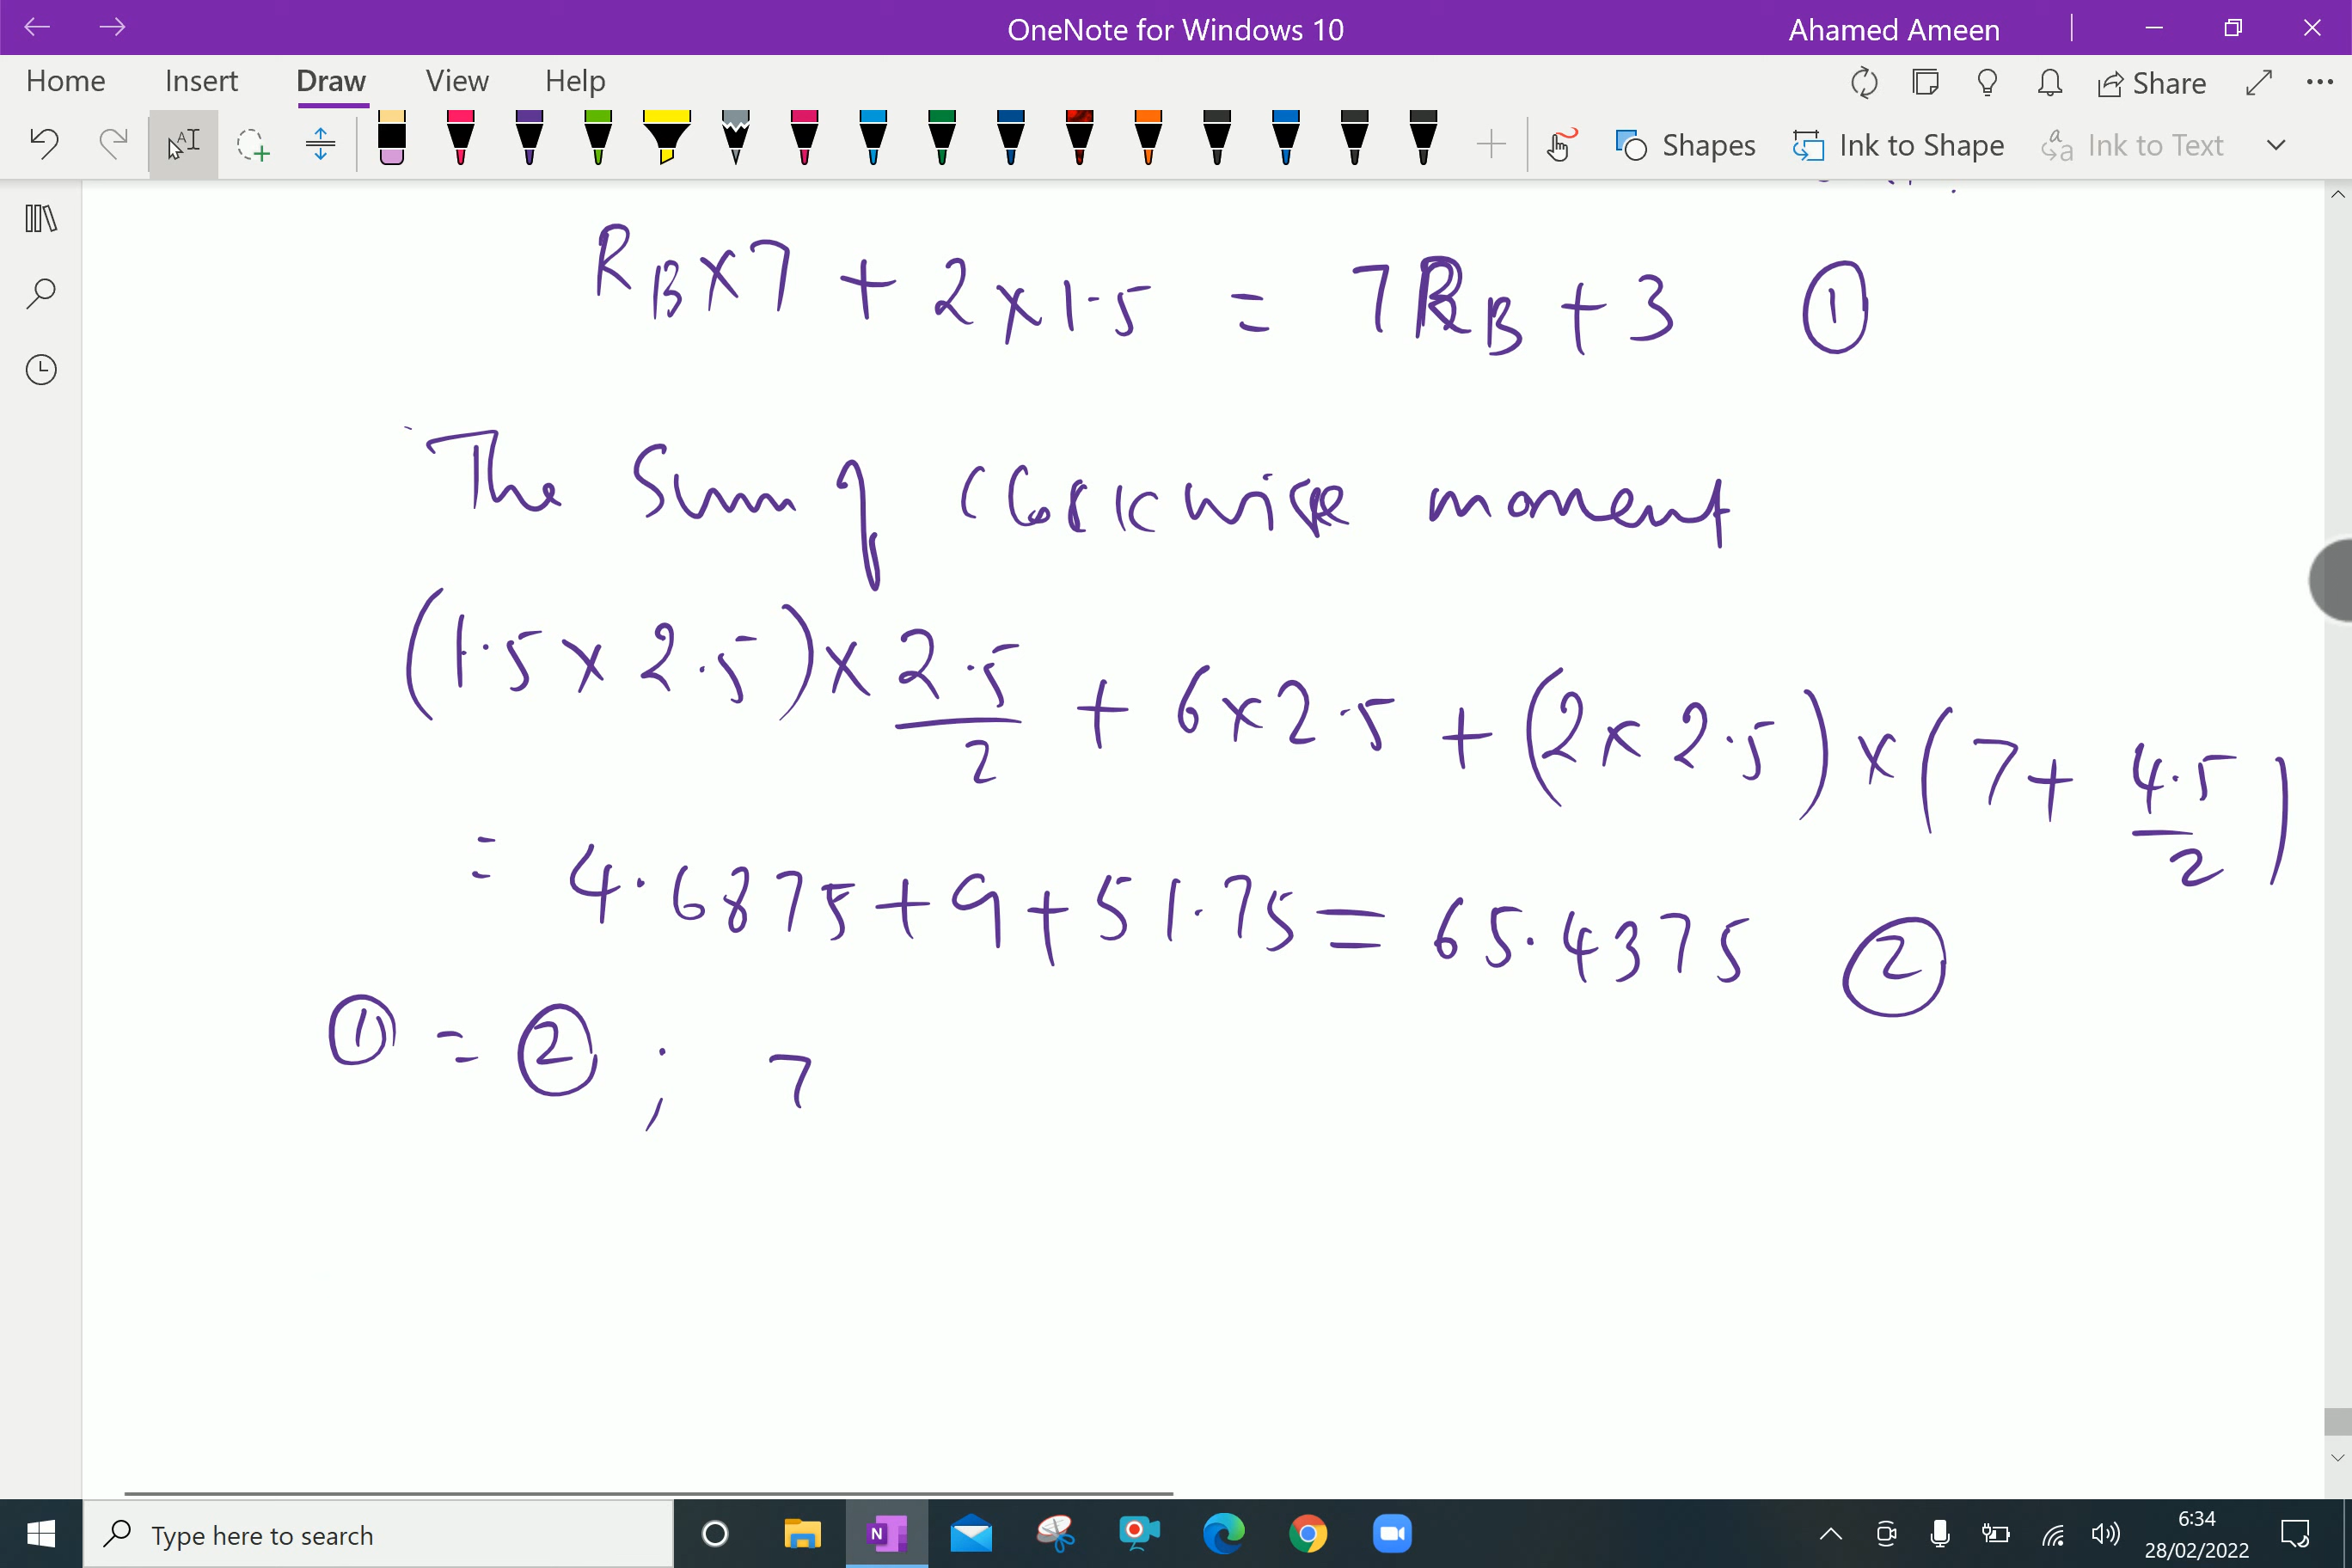 OneNote for Windows 10 Ahamed Ameen
Home Insert Draw View Help Share
Shapes Ink to Shape Ink to Text
R_B×7 + 2×1.5 = 7R_B + 3 ①
The Sum of Clockwise moment
(1.5×2.5)×2.5/2 + 6×2.5 + (2×2.5)×(7+4.5/2)
= 4.6875+9+51.75=65.4375 ②
①=②; 7
Type here to search
6:34
28/02/2022